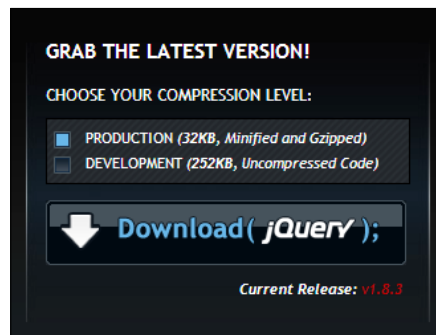 GRAB THE LATEST VERSION!
CHOOSE YOUR COMPRESSION LEVEL:
PRODUCTION (32KB, Minified and Gzipped)
DEVELOPMENT (252KB, Uncompressed Code)
Download( jQuery );
Current Release: v1.8.3